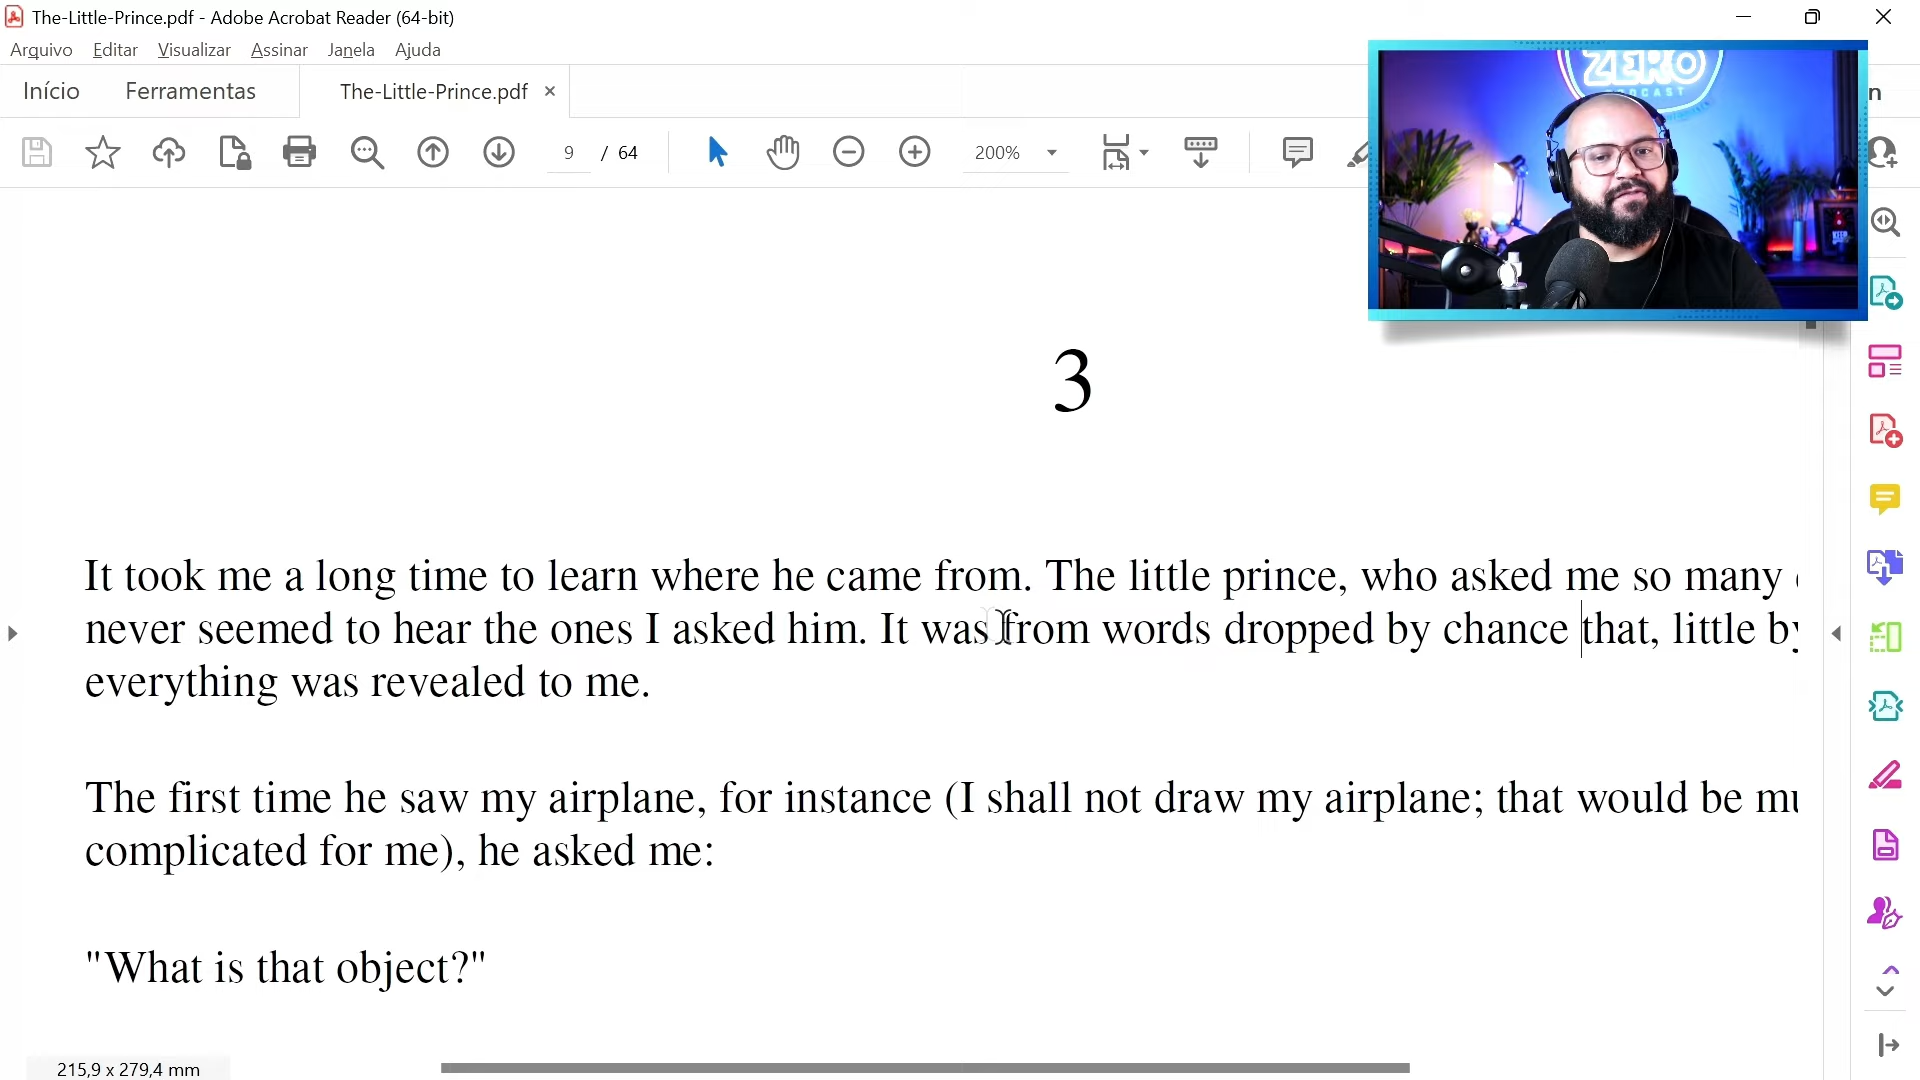 The-Little-Prince.pdf - Adobe Acrobat Reader (64-bit)
Arquivo Editar Visualizar Assinar Janela Ajuda
Início Ferramentas The-Little-Prince.pdf
9 / 64 200%
ZERO
PODCAST
3
It took me a long time to learn where he came from. The little prince, who asked me so many
never seemed to hear the ones I asked him. It was from words dropped by chance that, little by
everything was revealed to me.
The first time he saw my airplane, for instance (I shall not draw my airplane; that would be mu
complicated for me), he asked me:
"What is that object?"
215,9 x 279,4 mm